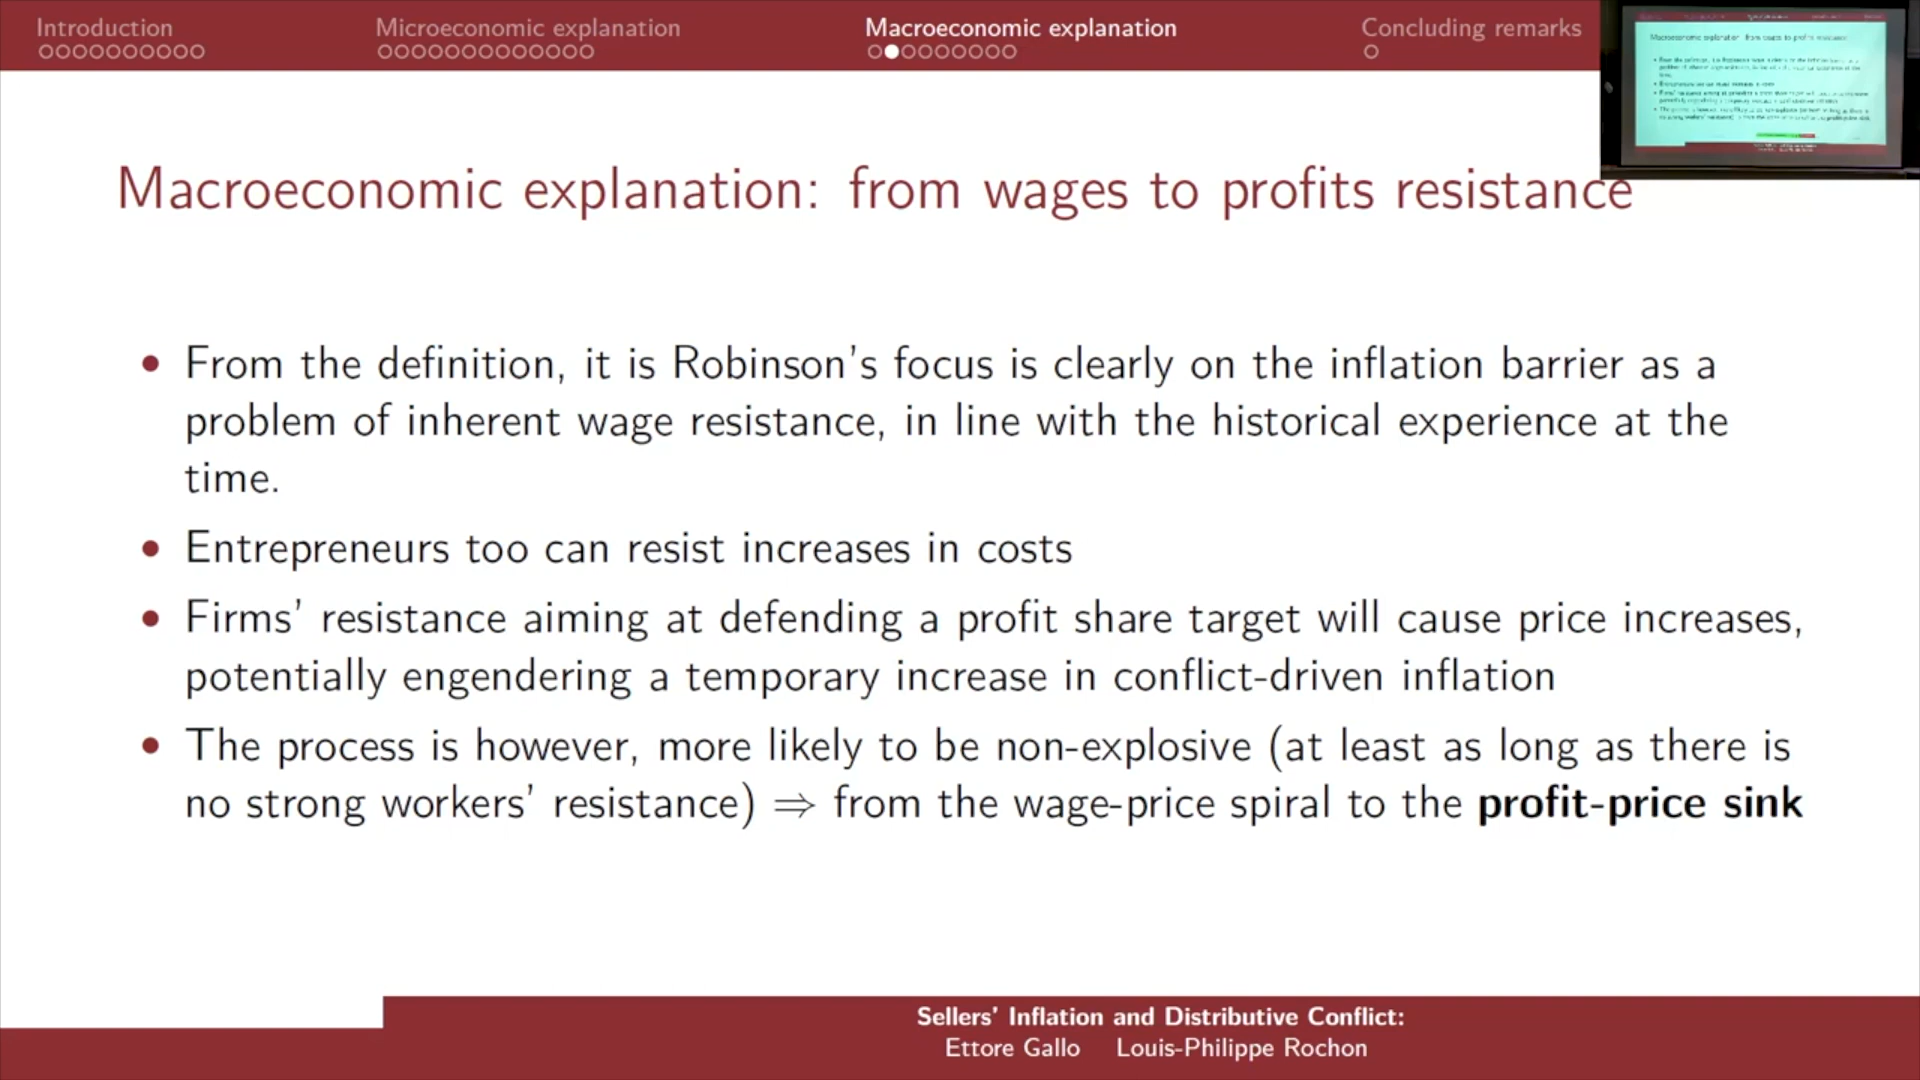 Introduction
Microeconomic explanation
Macroeconomic explanation
Concluding remarks
Macroeconomic explanation: from wages to profits resistance
• From the definition, it is Robinson's focus is clearly on the inflation barrier as a
problem of inherent wage resistance, in line with the historical experience at the
time.
• Entrepreneurs too can resist increases in costs
• Firms' resistance aiming at defending a profit share target will cause price increases,
potentially engendering a temporary increase in conflict-driven inflation
• The process is however, more likely to be non-explosive (at least as long as there is
no strong workers' resistance) ⇒ from the wage-price spiral to the profit-price sink
Sellers' Inflation and Distributive Conflict:
Ettore Gallo Louis-Philippe Rochon